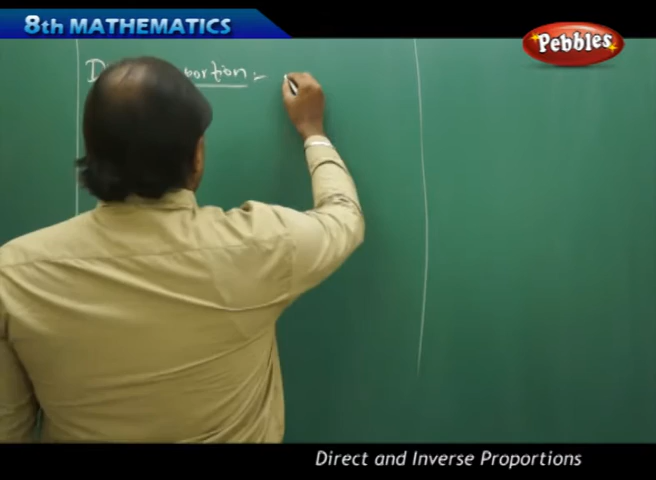 8th MATHEMATICS
Pebbles
portion :-
Direct and Inverse Proportions